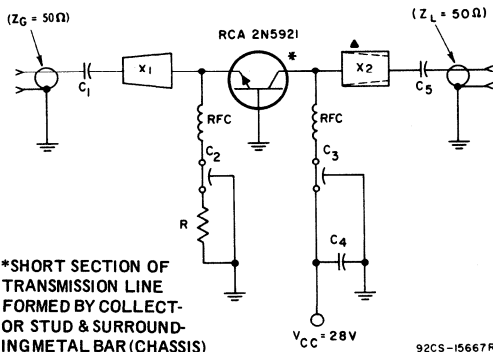 (ZG = 50Ω)
RCA 2N5921
*
(ZL = 50Ω)
C1
X1
X2
C5
RFC
RFC
C2
C3
R
C4
*SHORT SECTION OF
TRANSMISSION LINE
FORMED BY COLLECT-
OR STUD & SURROUND-
ING METAL BAR (CHASSIS)
VCC = 28V
92CS-15667R